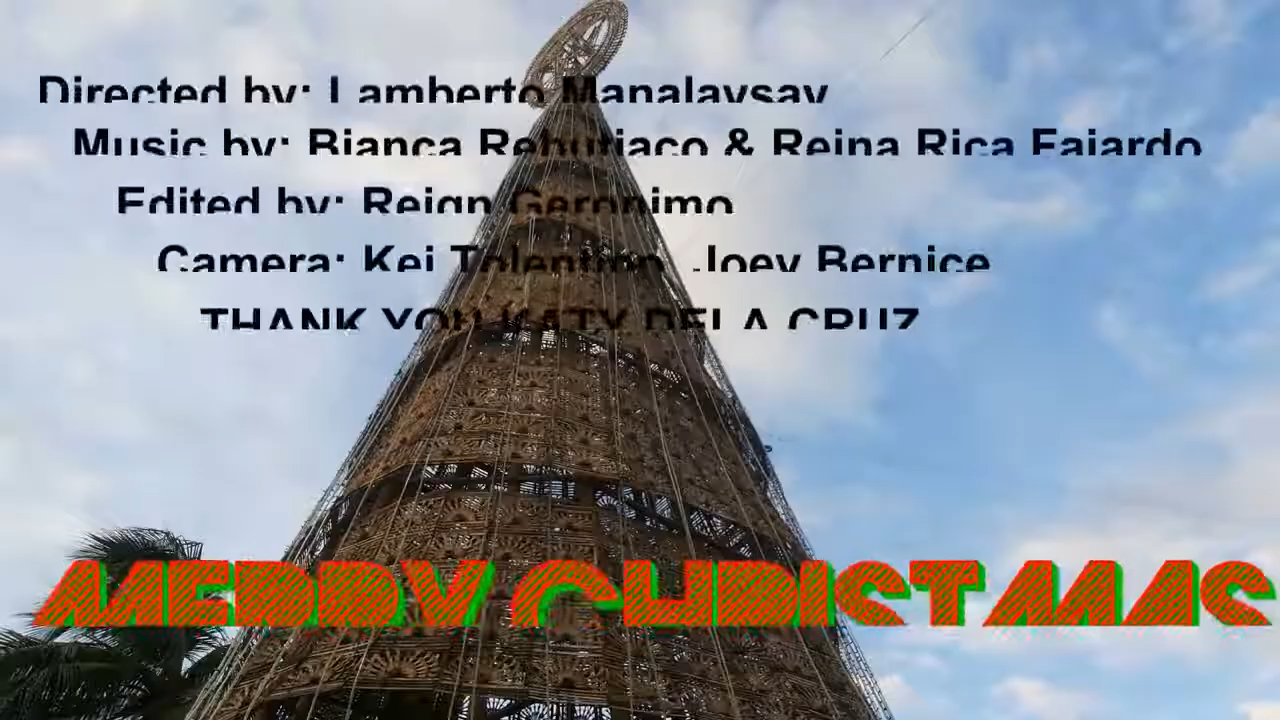 Directed by: Lamberto Manalaysay
Music by: Bianca Rebutiaco & Reina Rica Fajardo
Edited by: Reign Geronimo
Camera: Kei Tolentino, Joey Bernice
THANK YOU KATY DELA CRUZ
MERRY CHRISTMAS